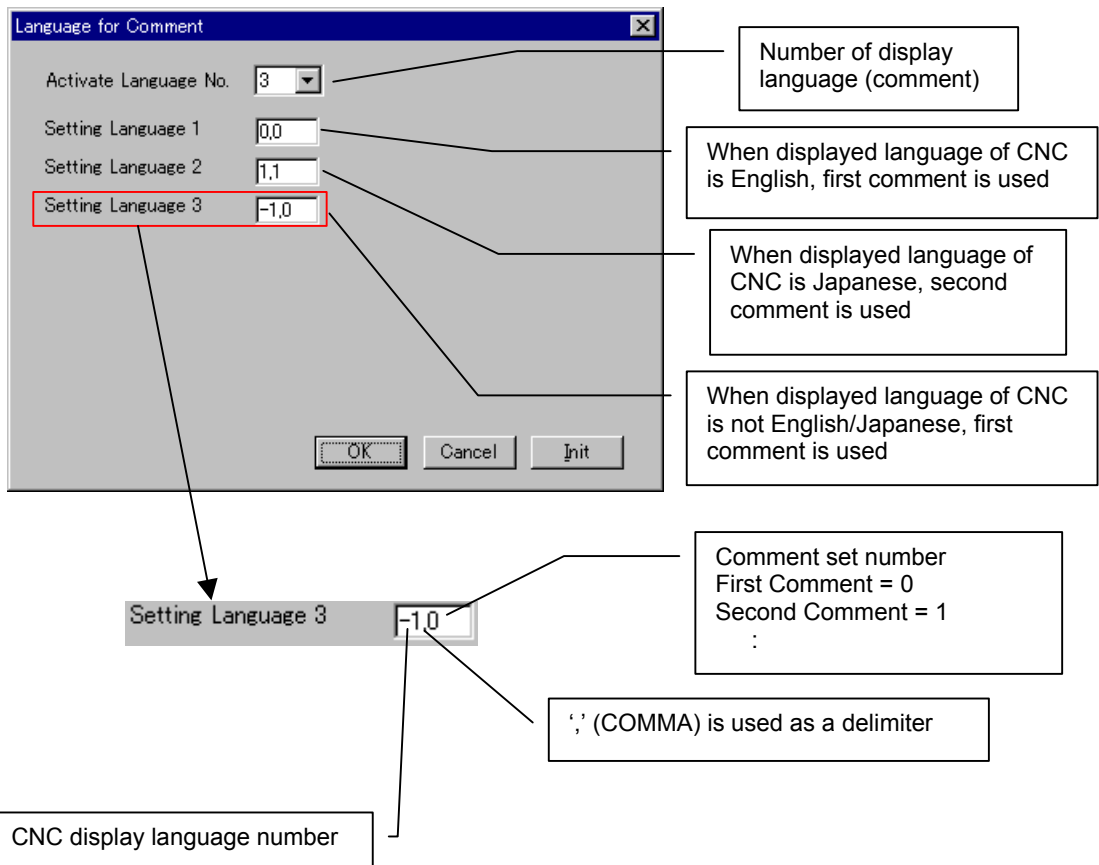 Language for Comment
Activate Language No. 3
Setting Language 1 0,0
Setting Language 2 1,1
Setting Language 3 -1,0
OK Cancel Init
Number of display
language (comment)
When displayed language of CNC
is English, first comment is used
When displayed language of
CNC is Japanese, second
comment is used
When displayed language of CNC
is not English/Japanese, first
comment is used
Setting Language 3 -1,0
Comment set number
First Comment = 0
Second Comment = 1
:
‘,’ (COMMA) is used as a delimiter
CNC display language number